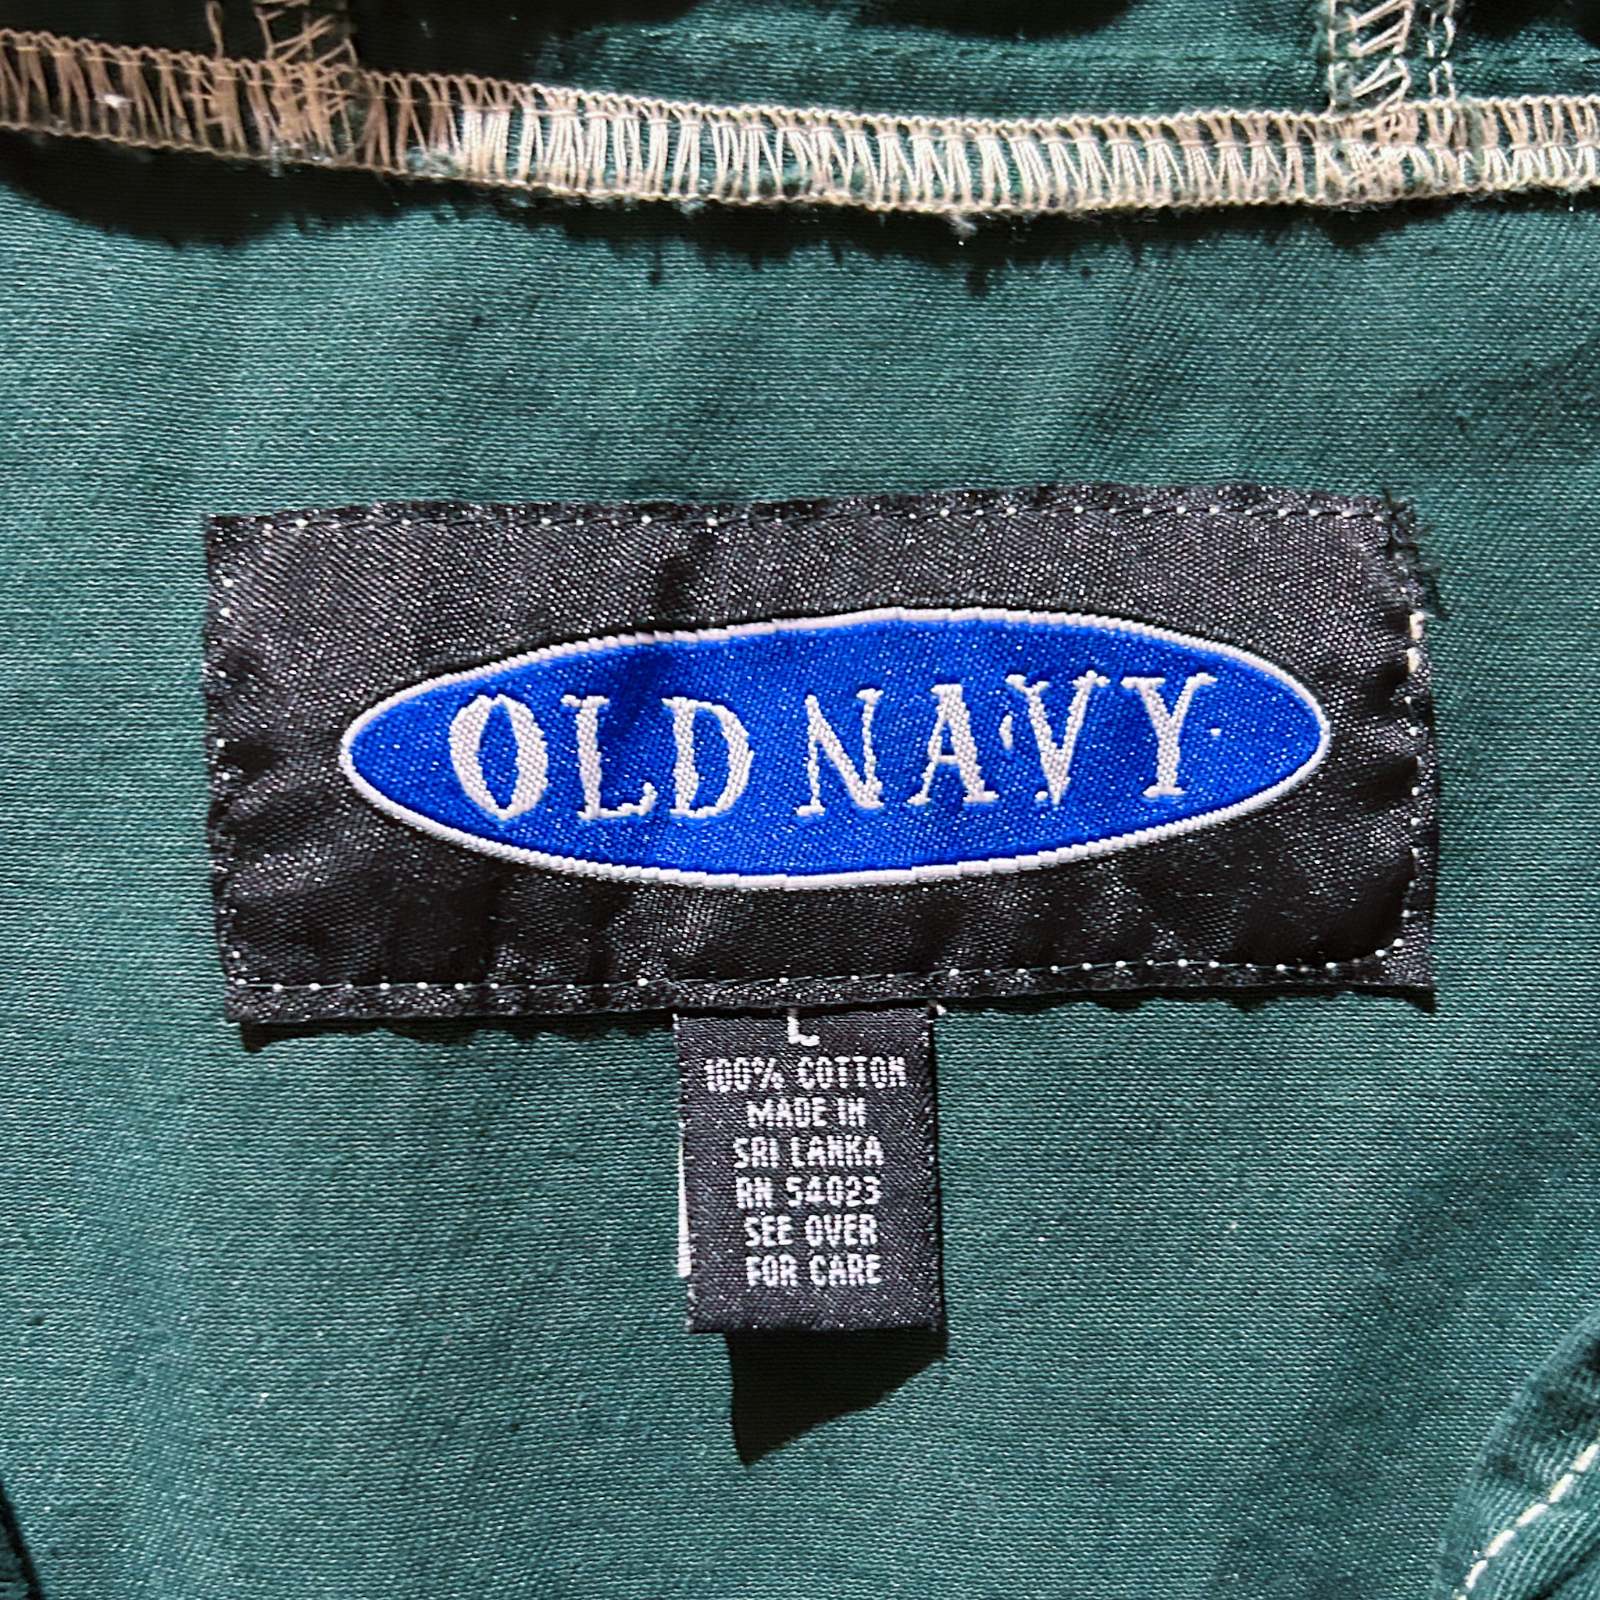 OLD NAVY
L
100% COTTON
MADE IN
SRI LANKA
RN 54023
SEE OVER
FOR CARE